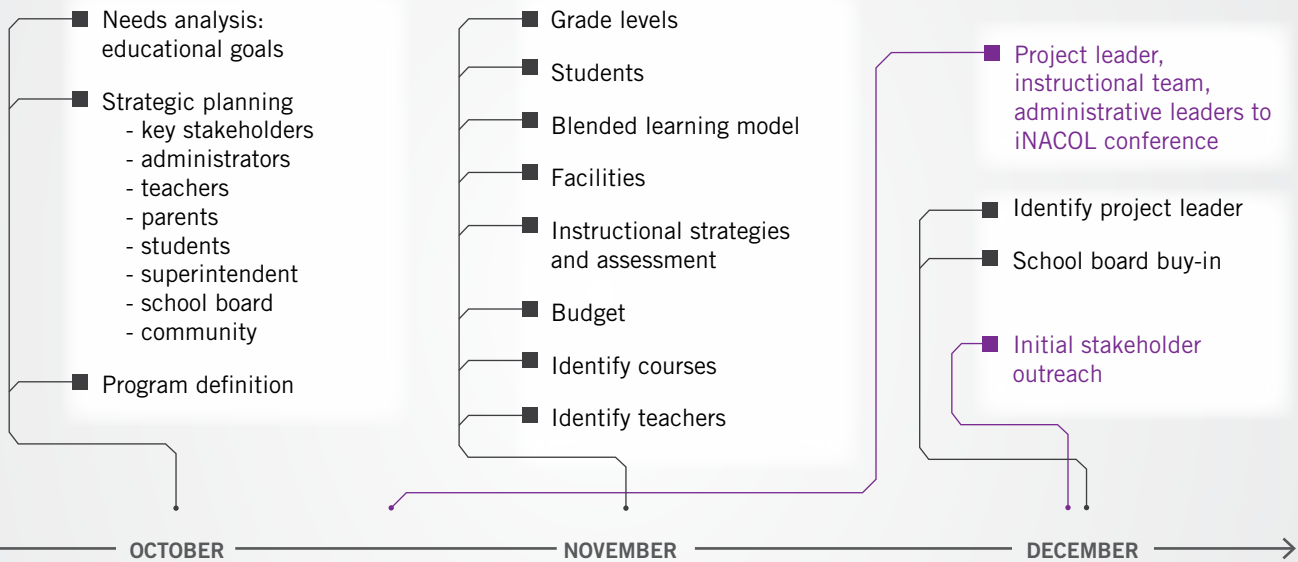 Needs analysis:
educational goals
Strategic planning
- key stakeholders
- administrators
- teachers
- parents
- students
- superintendent
- school board
- community
Program definition
Grade levels
Students
Blended learning model
Facilities
Instructional strategies
and assessment
Budget
Identify courses
Identify teachers
Project leader,
instructional team,
administrative leaders to
iNACOL conference
Identify project leader
School board buy-in
Initial stakeholder
outreach
OCTOBER
NOVEMBER
DECEMBER